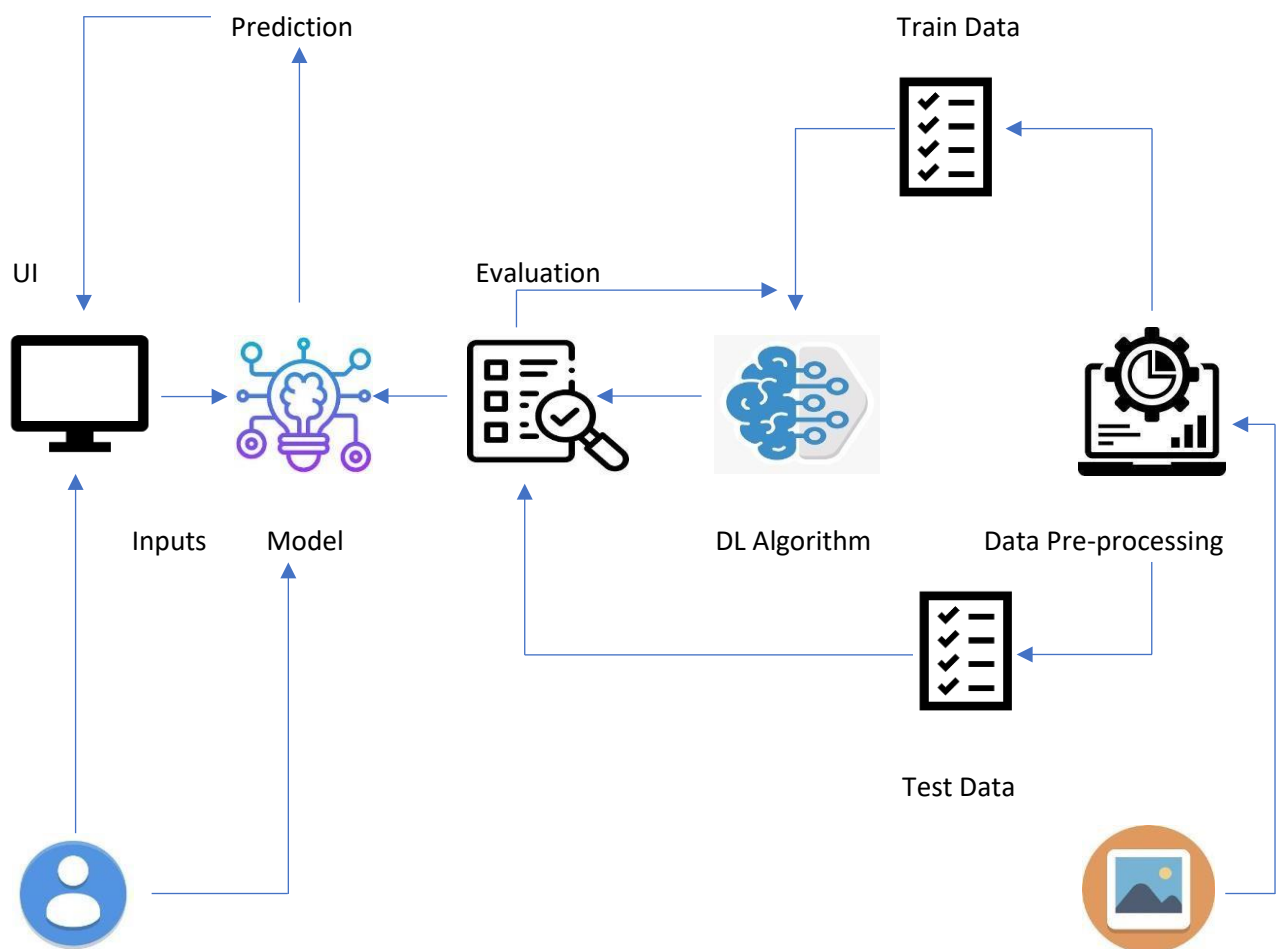 Prediction
Train Data
UI
Evaluation
Inputs
Model
DL Algorithm
Data Pre-processing
Test Data